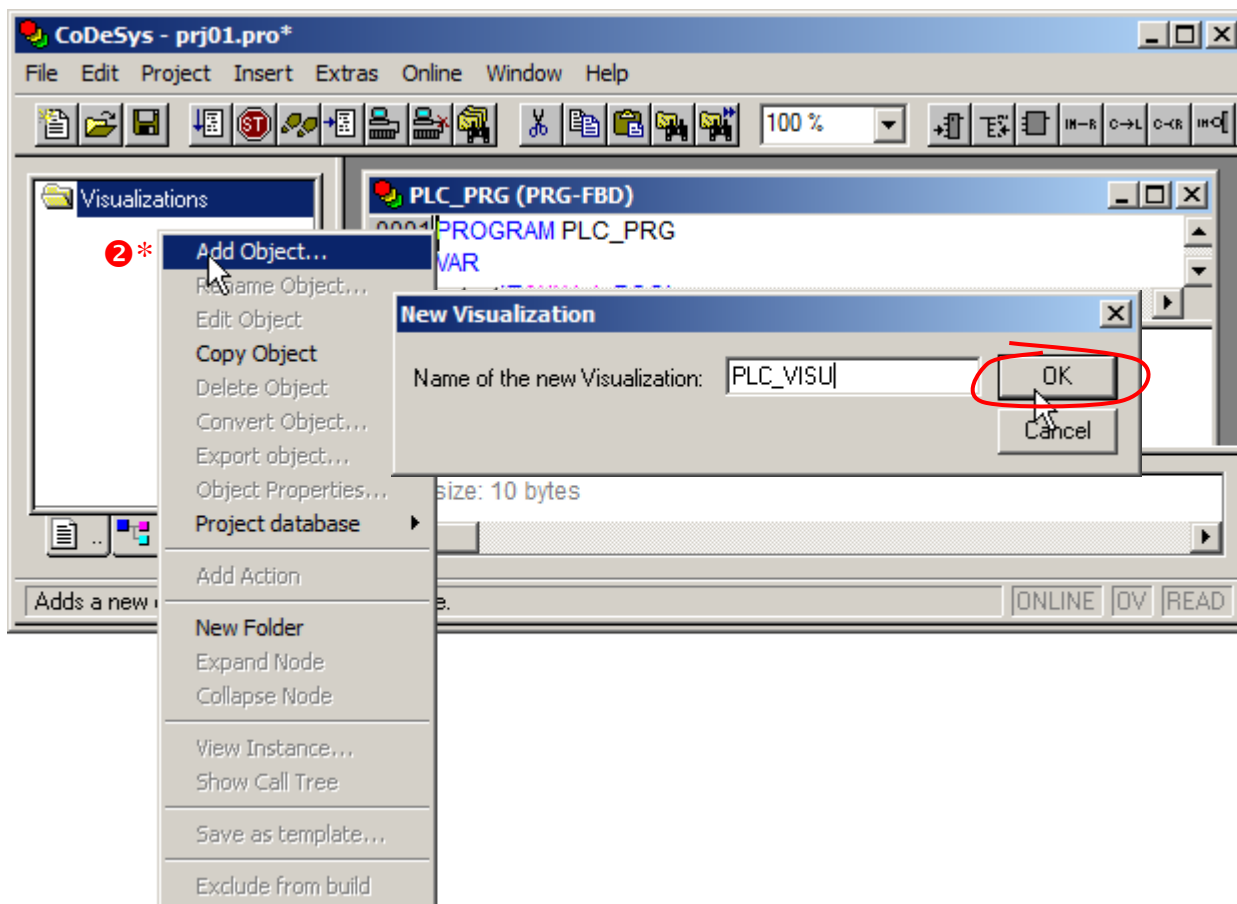 CoDeSys - prj01.pro*
File Edit Project Insert Extras Online Window Help
ST 100 %
Visualizations
PLC_PRG (PRG-FBD)
0001 PROGRAM PLC_PRG
VAR
❷*
Add Object...
Rename Object...
Edit Object
Copy Object
Delete Object
Convert Object...
Export object...
Object Properties...
Project database
Add Action
New Folder
Expand Node
Collapse Node
View Instance...
Show Call Tree
Save as template...
Exclude from build
New Visualization
Name of the new Visualization: PLC_VISU
OK
Cancel
size: 10 bytes
..
Adds a new
e.
ONLINE OV READ